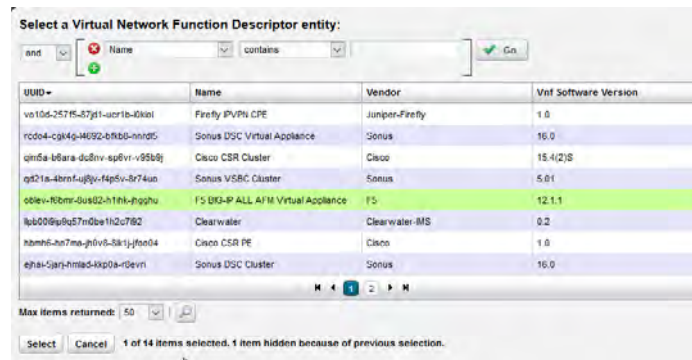 Select a Virtual Network Function Descriptor entity:
and Name contains Go
UUID Name Vendor Vnf Software Version
Firefly IPVPN CPE Juniper-Firefly 1.0
Sonus DSC Virtual Appliance Sonus 16.0
Cisco CSR Cluster Cisco 15.4(2)S
Sonus VSBC Cluster Sonus 5.01
F5 BIG-IP ALL AFM Virtual Appliance F5 12.1.1
Clearwater Clearwater-IMS 0.2
Cisco CSR PE Cisco 1.0
Sonus DSC Cluster Sonus 16.0
1 2
Max items returned: 50
Select Cancel 1 of 14 items selected. 1 item hidden because of previous selection.